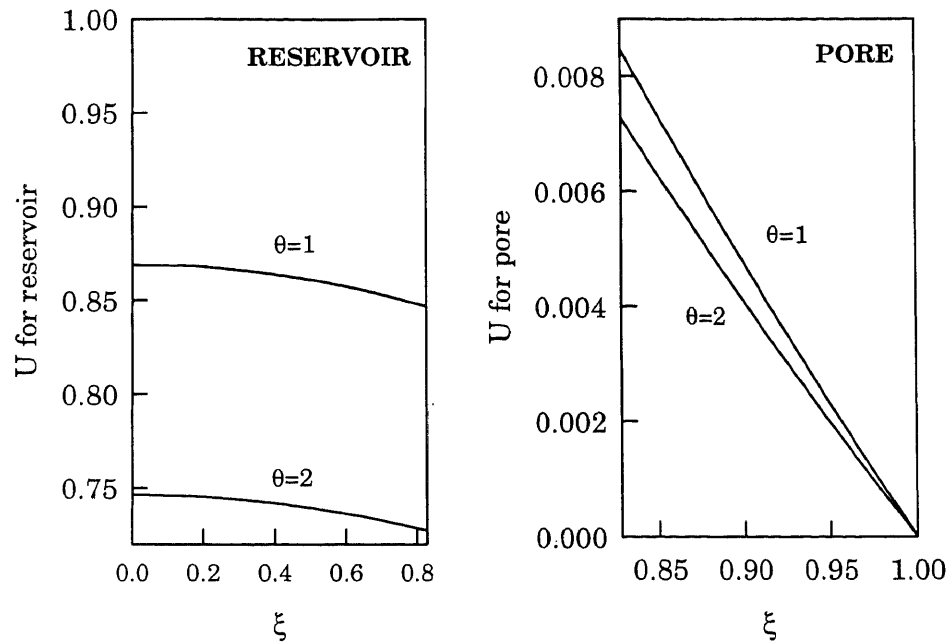 RESERVOIR
U for reservoir
1.00
0.95
0.90
0.85
0.80
0.75
θ=1
θ=2
0.0 0.2 0.4 0.6 0.8
ξ
PORE
U for pore
0.008
0.006
0.004
0.002
0.000
θ=1
θ=2
0.85 0.90 0.95 1.00
ξ